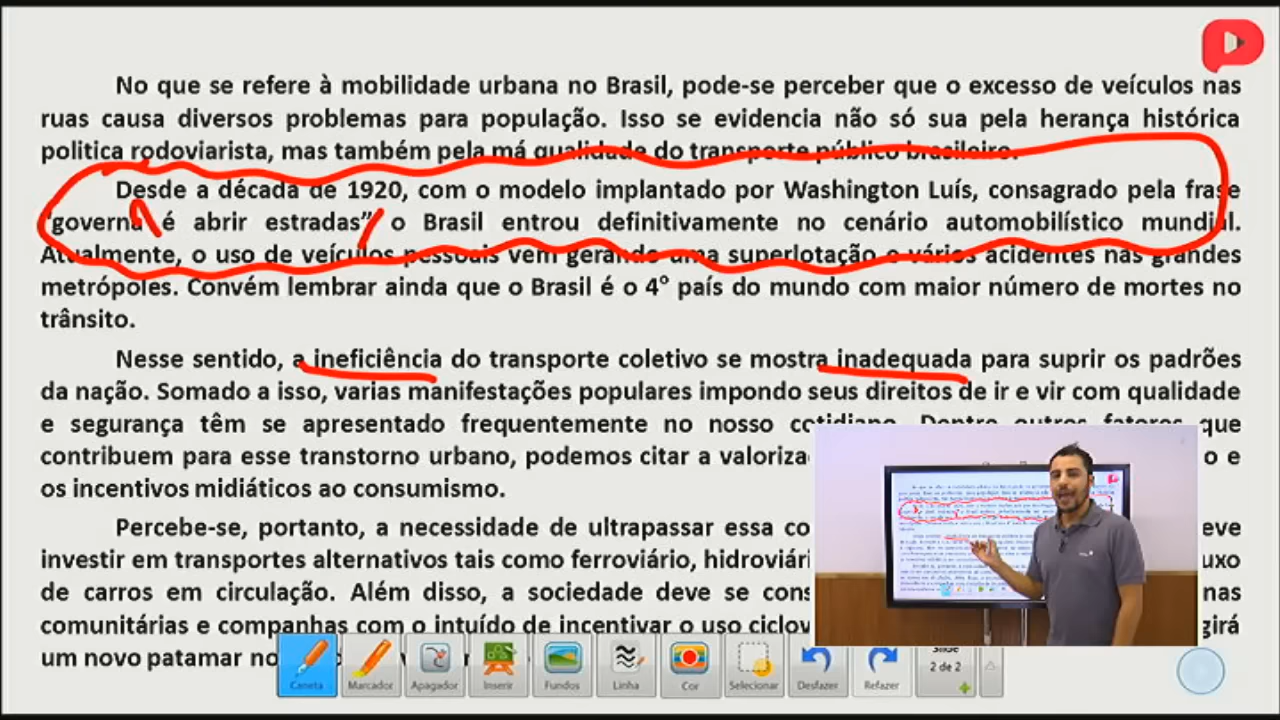 No que se refere à mobilidade urbana no Brasil, pode-se perceber que o excesso de veículos nas
ruas causa diversos problemas para população. Isso se evidencia não só sua pela herança histórica
politica rodoviarista, mas também pela má qualidade do transporte público brasileiro.
Desde a década de 1920, com o modelo implantado por Washington Luís, consagrado pela frase
“governa é abrir estradas” o Brasil entrou definitivamente no cenário automobilístico mundial.
Atualmente, o uso de veículos pessoais vem gerando uma superlotação e vários acidentes nas grandes
metrópoles. Convém lembrar ainda que o Brasil é o 4º país do mundo com maior número de mortes no
trânsito.
Nesse sentido, a ineficiência do transporte coletivo se mostra inadequada para suprir os padrões
da nação. Somado a isso, varias manifestações populares impondo seus direitos de ir e vir com qualidade
e segurança têm se apresentado frequentemente no nosso cotidiano. Dentre outros fatores que
contribuem para esse transtorno urbano, podemos citar a o e
os incentivos midiáticos ao consumismo.
Percebe-se, portanto, a necessidade de ultrapassar essa
investir em transportes alternativos tais como ferroviário,
de carros em circulação. Além disso, a sociedade deve se
comunitárias e companhas com o intuído de incentivar o uso
um novo patamar
Caneta Marcador Apagador Inserir Fundos Linha Cor Selecionar Desfazer Refazer
Slide
2 de 2